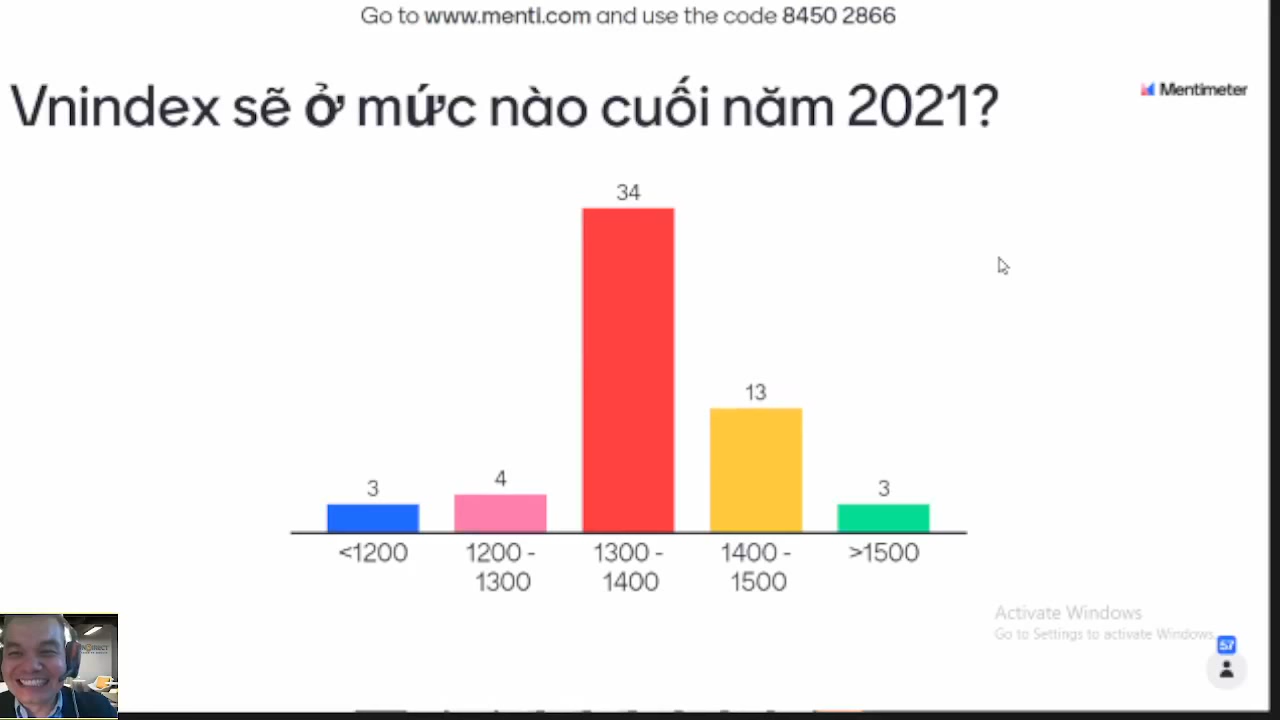 Go to www.menti.com and use the code 8450 2866
Vnindex sẽ ở mức nào cuối năm 2021?
Mentimeter
34
13
4
3
3
<1200
1200 -
1300
1300 -
1400
1400 -
1500
>1500
Activate Windows
Go to Settings to activate Windows.
57